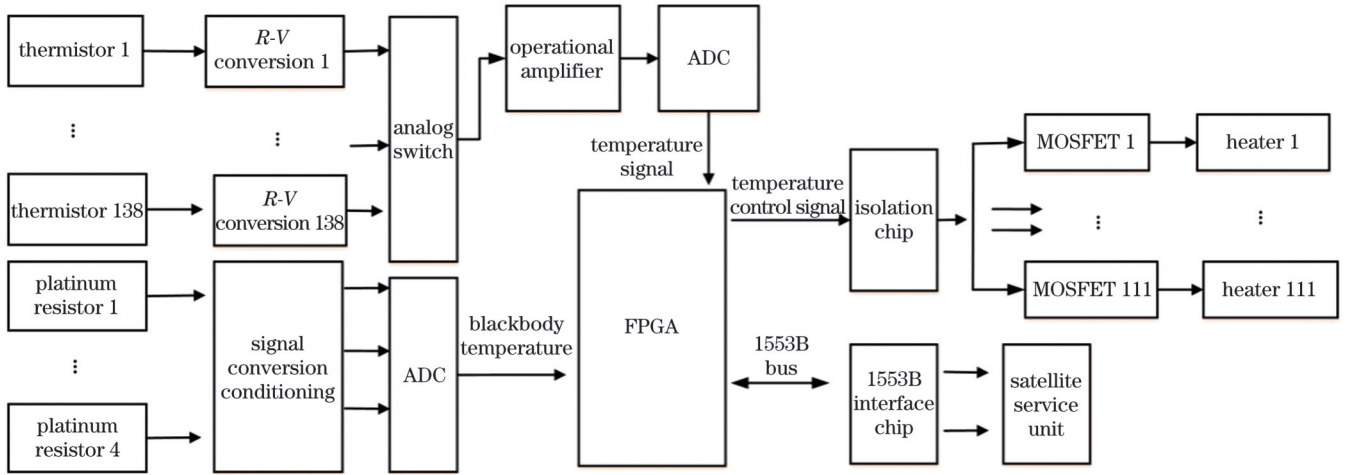 thermistor 1
R-V
conversion 1
analog
switch
operational
amplifier
ADC
temperature
signal
thermistor 138
R-V
conversion 138
platinum
resistor 1
platinum
resistor 4
signal
conversion
conditioning
ADC
blackbody
temperature
FPGA
temperature
control signal
isolation
chip
MOSFET 1
heater 1
MOSFET 111
heater 111
1553B
bus
1553B
interface
chip
satellite
service
unit